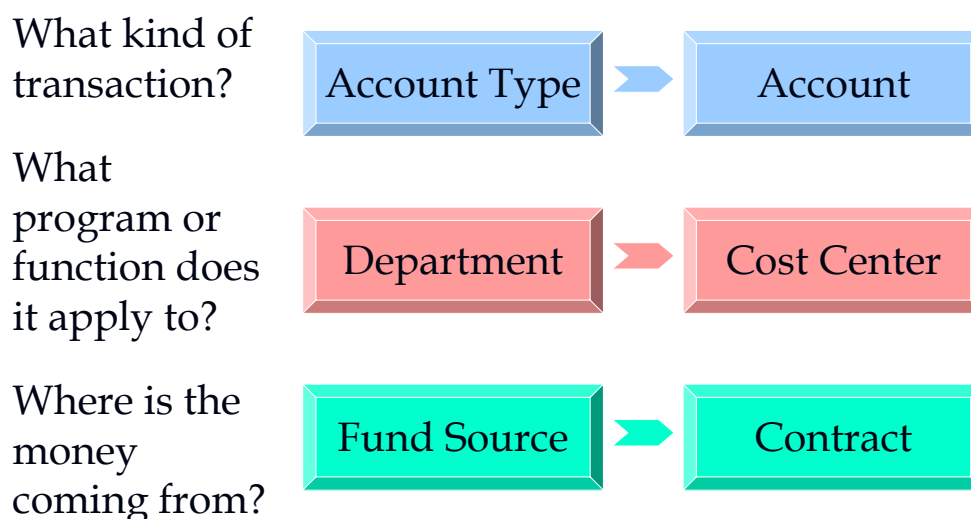 What kind of
transaction?
Account Type
Account
What
program or
function does
it apply to?
Department
Cost Center
Where is the
money
coming from?
Fund Source
Contract